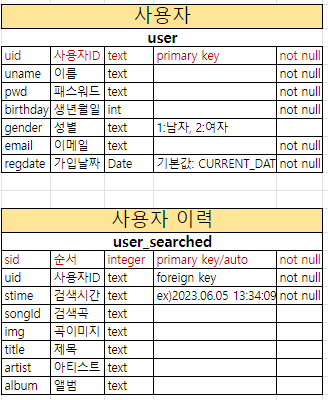 사용자
user
uid 사용자ID text primary key not null
uname 이름 text not null
pwd 패스워드 text not null
birthday 생년월일 int not null
gender 성별 text 1:남자, 2:여자
email 이메일 text not null
regdate 가입날짜 Date 기본값: CURRENT_DAT not null
사용자 이력
user_searched
sid 순서 integer primary key/auto not null
uid 사용자ID text foreign key
stime 검색시간 text ex)2023.06.05 13:34:09 not null
songId 검색곡 text
img 곡이미지 text
title 제목 text
artist 아티스트 text
album 앨범 text